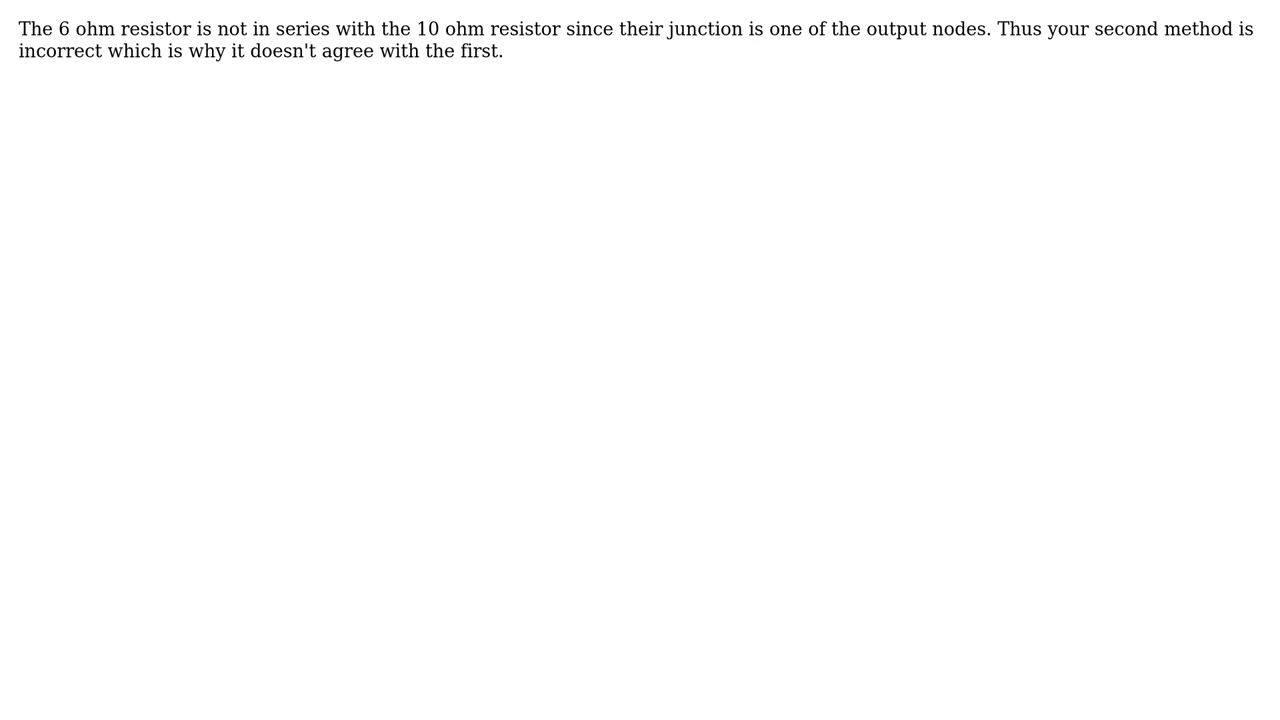 The 6 ohm resistor is not in series with the 10 ohm resistor since their junction is one of the output nodes. Thus your second method is
incorrect which is why it doesn't agree with the first.